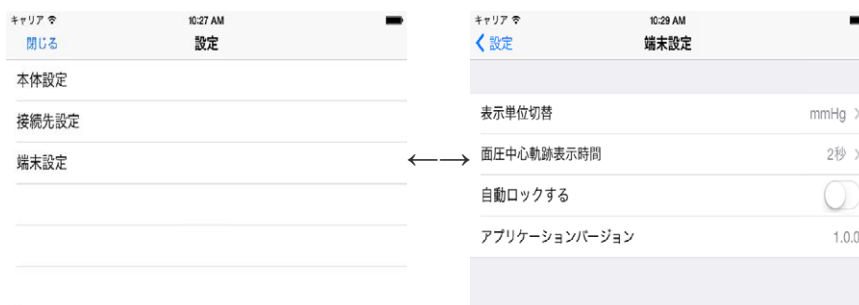 キャリア 10:27 AM
閉じる 設定
本体設定
接続先設定
端末設定
←→
キャリア 10:29 AM
設定 端末設定
表示単位切替 mmHg
面圧中心軌跡表示時間 2秒
自動ロックする
アプリケーションバージョン 1.0.0